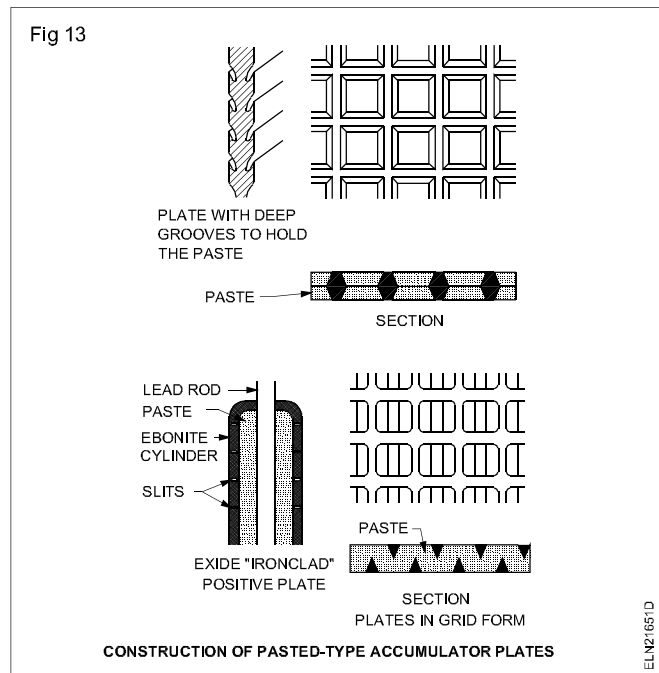 Fig 13
PLATE WITH DEEP
GROOVES TO HOLD
THE PASTE
PASTE
SECTION
LEAD ROD
PASTE
EBONITE
CYLINDER
SLITS
EXIDE "IRONCLAD"
POSITIVE PLATE
PASTE
SECTION
PLATES IN GRID FORM
CONSTRUCTION OF PASTED-TYPE ACCUMULATOR PLATES
ELN21651D